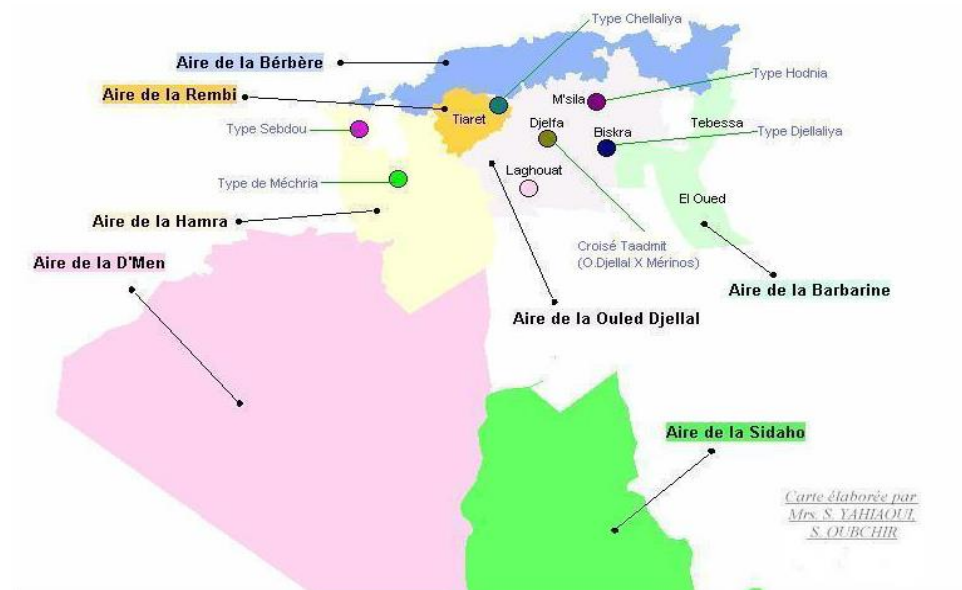 Type Chellaliya
Aire de la Bérbère
Type Hodnia
Aire de la Rembi
M'sila
Tiaret
Djelfa
Tebessa
Type Sebdou
Biskra
Type Djellaliya
Laghouat
Type de Méchria
El Oued
Aire de la Hamra
Croisé Taadmit
(O.Djellal X Mérinos)
Aire de la D'Men
Aire de la Barbarine
Aire de la Ouled Djellal
Aire de la Sidaho
Carte élaborée par
Mrs. S. YAHIAOUI,
S. OUBCHIR